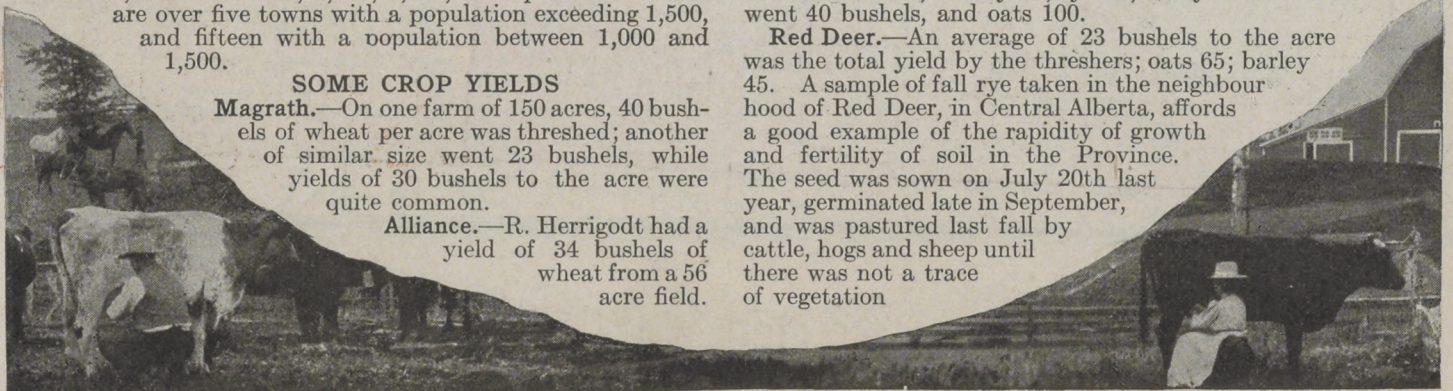 are over five towns with a population exceeding 1,500,
and fifteen with a population between 1,000 and
1,500.
SOME CROP YIELDS
Magrath.—On one farm of 150 acres, 40 bush-
els of wheat per acre was threshed; another
of similar size went 23 bushels, while
yields of 30 bushels to the acre were
quite common.
Alliance.—R. Herrigodt had a
yield of 34 bushels of
wheat from a 56
acre field.
went 40 bushels, and oats 100.
Red Deer.—An average of 23 bushels to the acre
was the total yield by the threshers; oats 65; barley
45. A sample of fall rye taken in the neighbour
hood of Red Deer, in Central Alberta, affords
a good example of the rapidity of growth
and fertility of soil in the Province.
The seed was sown on July 20th last
year, germinated late in September,
and was pastured last fall by
cattle, hogs and sheep until
there was not a trace
of vegetation